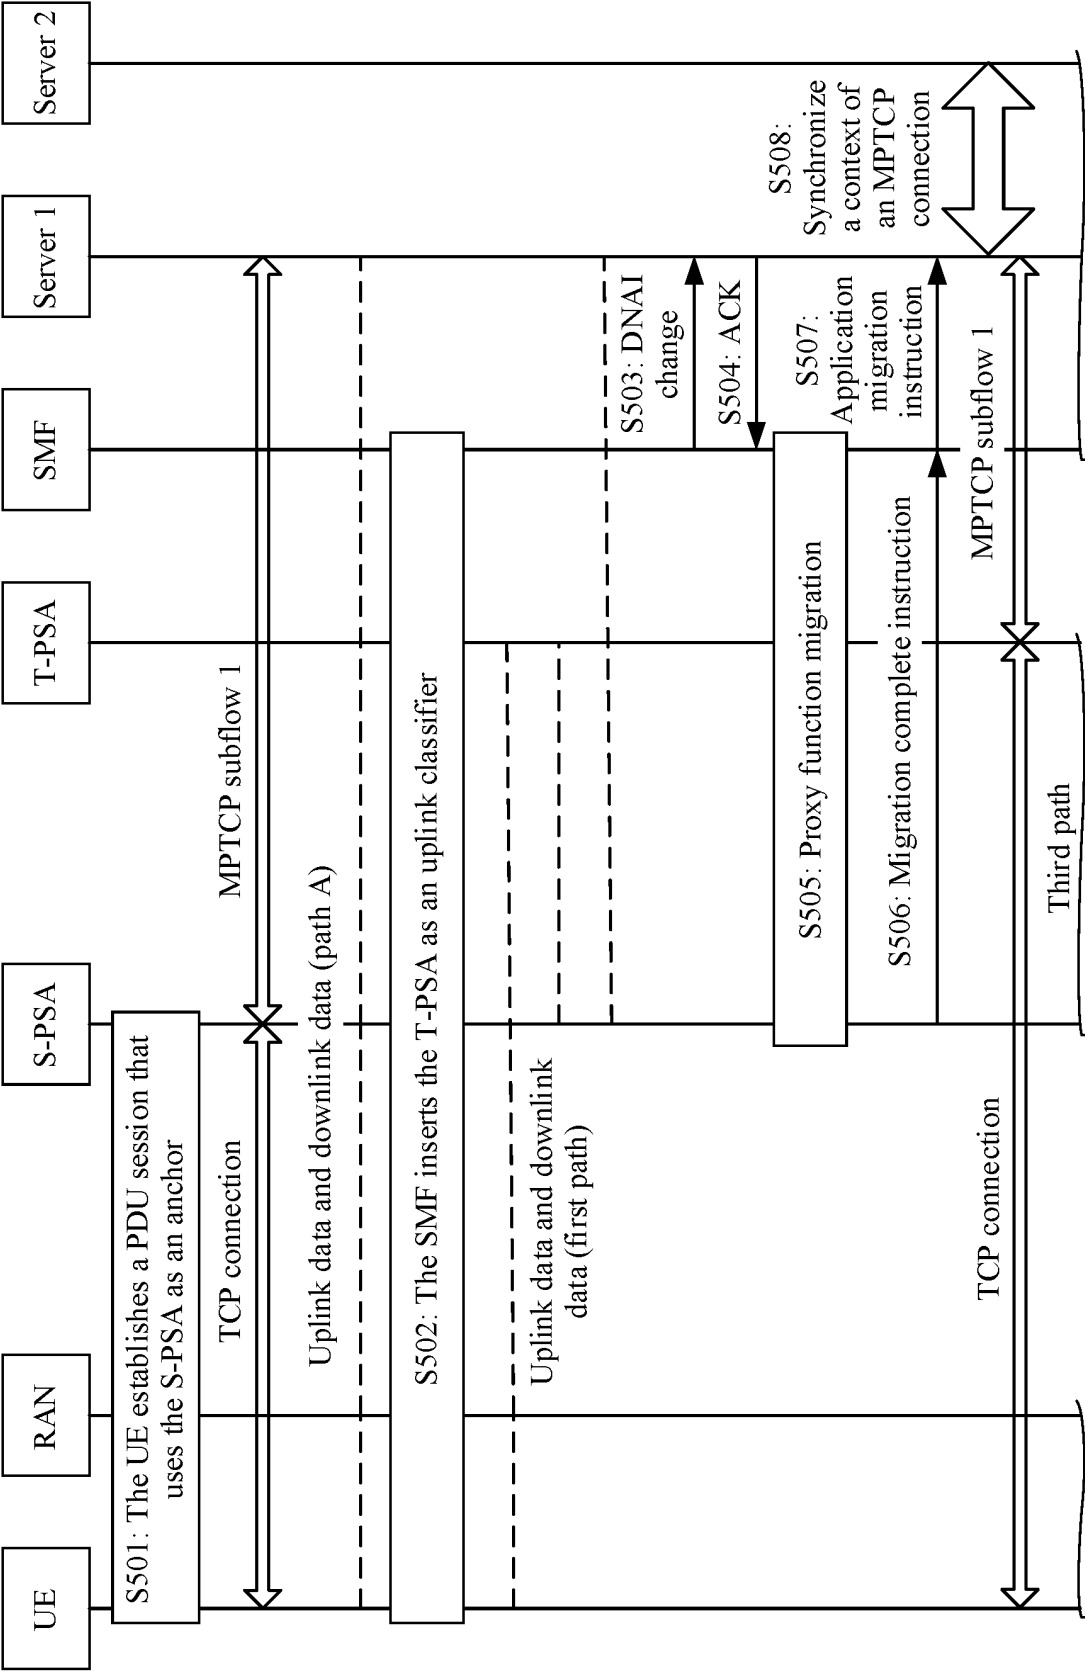 UE
RAN
S-PSA
T-PSA
SMF
Server 1
Server 2
S501: The UE establishes a PDU session that
uses the S-PSA as an anchor
TCP connection
MPTCP subflow 1
Uplink data and downlink data (path A)
S502: The SMF inserts the T-PSA as an uplink classifier
Uplink data and downlink
data (first path)
S503: DNAI
change
S504: ACK
S505: Proxy function migration
S506: Migration complete instruction
S507:
Application
migration
instruction
S508:
Synchronize
a context of
an MPTCP
connection
TCP connection
MPTCP subflow 1
Third path